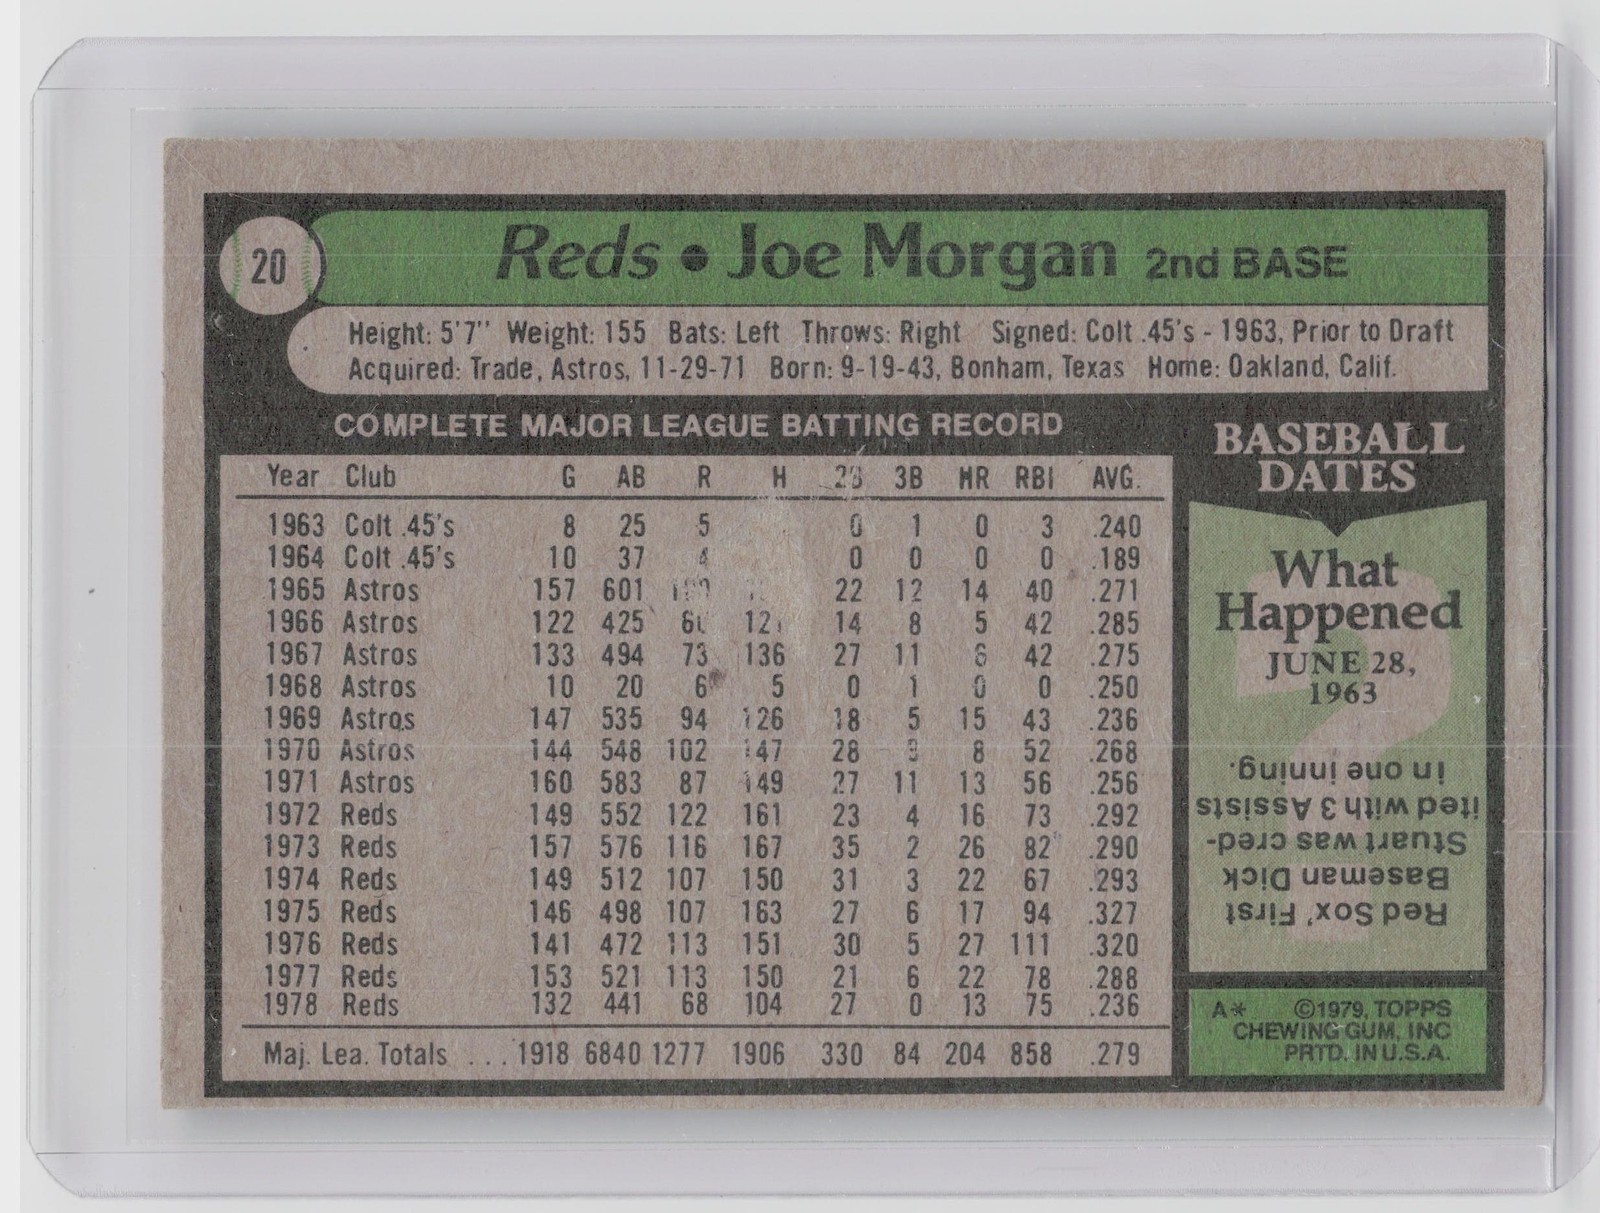 20
Reds • Joe Morgan 2nd BASE
Height: 5'7" Weight: 155 Bats: Left Throws: Right Signed: Colt .45's - 1963, Prior to Draft
Acquired: Trade, Astros, 11-29-71 Born: 9-19-43, Bonham, Texas Home: Oakland, Calif.
COMPLETE MAJOR LEAGUE BATTING RECORD
Year Club G AB R H 2B 3B HR RBI AVG.
1963 Colt .45's 8 25 5 0 1 0 3 .240
1964 Colt .45's 10 37 4 0 0 0 0 .189
1965 Astros 157 601 22 12 14 40 .271
1966 Astros 122 425 14 8 5 42 .285
1967 Astros 133 494 73 136 27 11 6 42 .275
1968 Astros 10 20 6 5 0 1 0 0 .250
1969 Astros 147 535 94 126 18 5 15 43 .236
1970 Astros 144 548 102 147 28 8 52 .268
1971 Astros 160 583 87 149 27 11 13 56 .256
1972 Reds 149 552 122 161 23 4 16 73 .292
1973 Reds 157 576 116 167 35 2 26 82 .290
1974 Reds 149 512 107 150 31 3 22 67 .293
1975 Reds 146 498 107 163 27 6 17 94 .327
1976 Reds 141 472 113 151 30 5 27 111 .320
1977 Reds 153 521 113 150 21 6 22 78 .288
1978 Reds 132 441 68 104 27 0 13 75 .236
Maj. Lea. Totals ... 1918 6840 1277 1906 330 84 204 858 .279
BASEBALL
DATES
What
Happened
JUNE 28,
1963
Red Sox' First
Baseman Dick
Stuart was cred-
ited with 3 Assists
in one inning.
A* ©1979, TOPPS
CHEWING GUM, INC
PRTD. IN U.S.A.